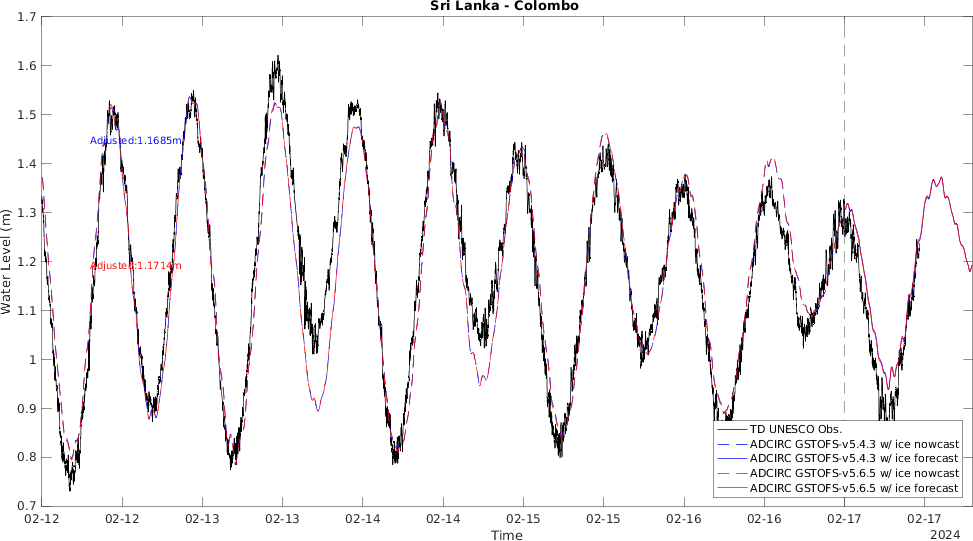 Sri Lanka - Colombo
1.7
1.6
1.5
1.4
1.3
1.2
1.1
1
0.9
0.8
0.7
Water Level (m)
Adjusted:1.1685m
Adjusted:1.1714m
TD UNESCO Obs.
ADCIRC GSTOFS-v5.4.3 w/ ice nowcast
ADCIRC GSTOFS-v5.4.3 w/ ice forecast
ADCIRC GSTOFS-v5.6.5 w/ ice nowcast
ADCIRC GSTOFS-v5.6.5 w/ ice forecast
02-12 02-12 02-13 02-13 02-14 02-14 02-15 02-15 02-16 02-16 02-17 02-17
Time
2024